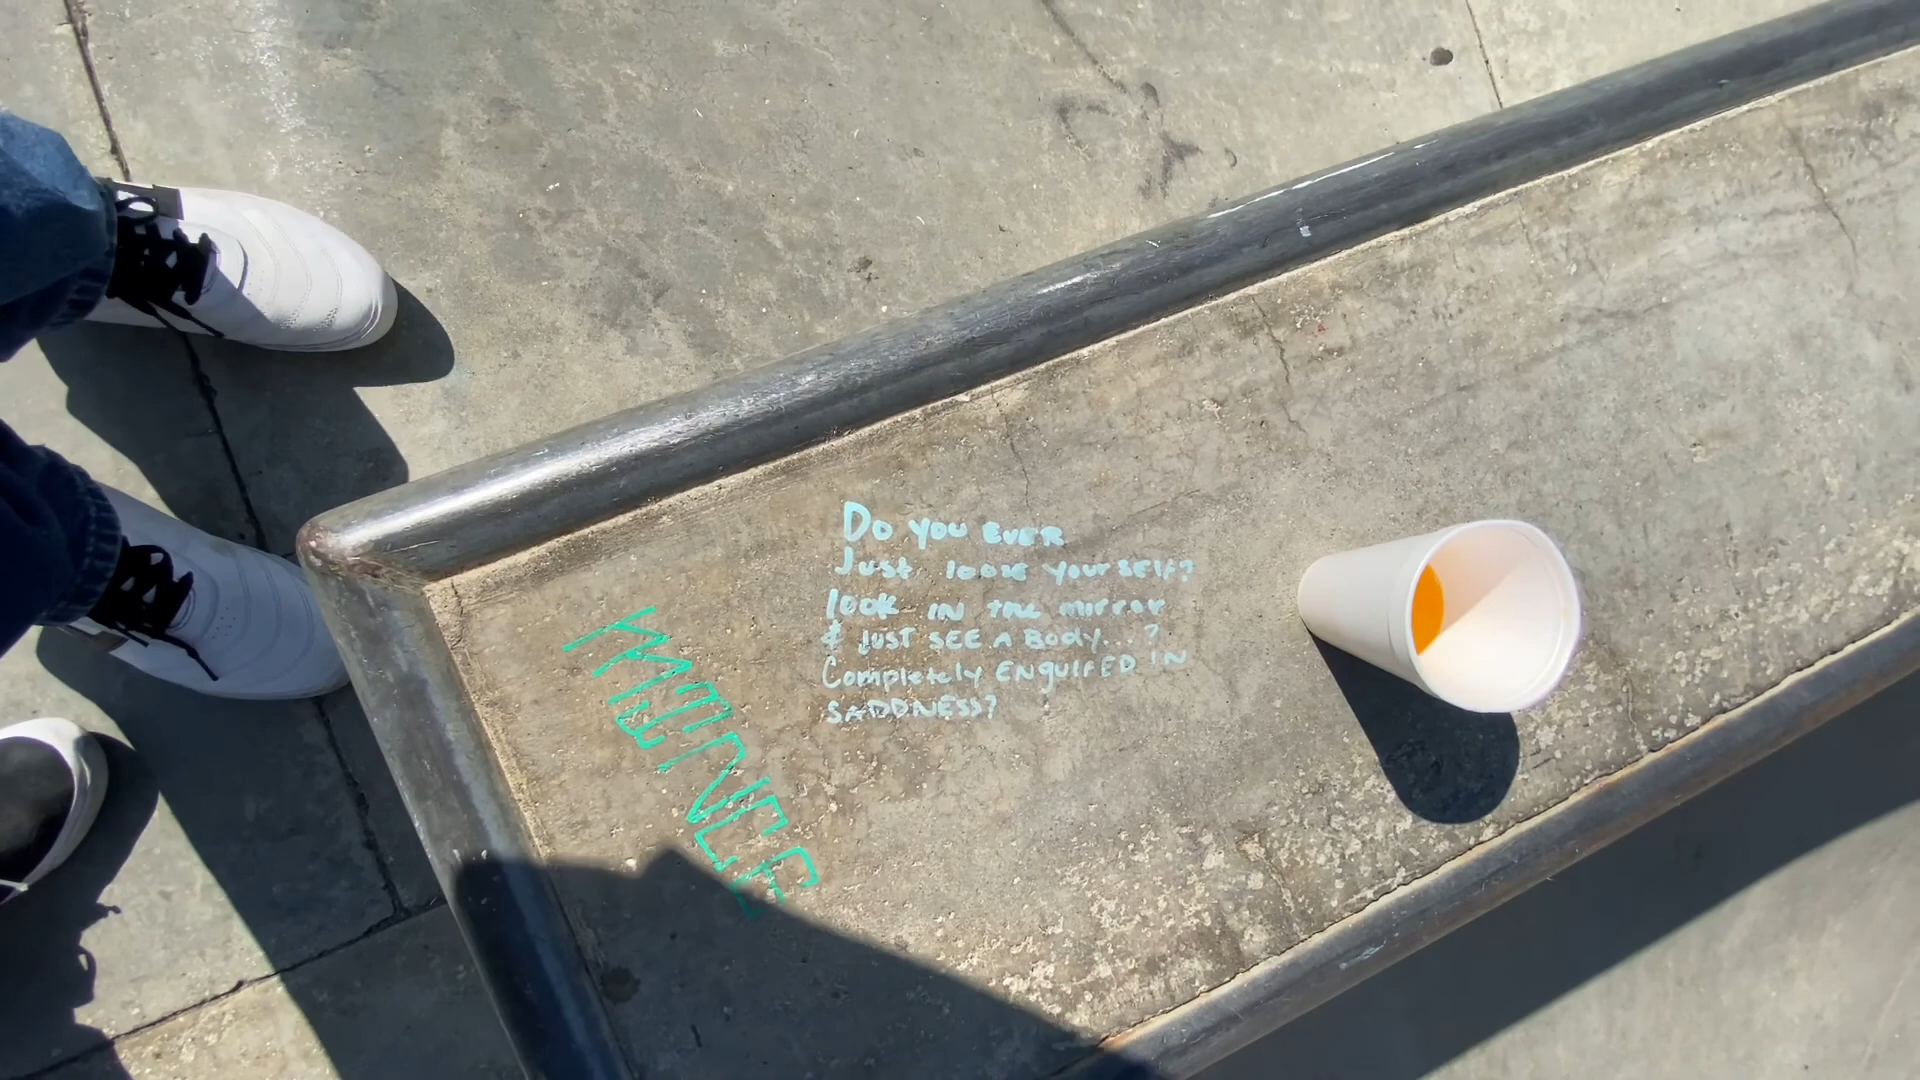 Do you EVER
Just loose yourself?
look IN the mirror
& JUST SEE A BODY...?
Completely ENGULFED IN
SADDNESS?